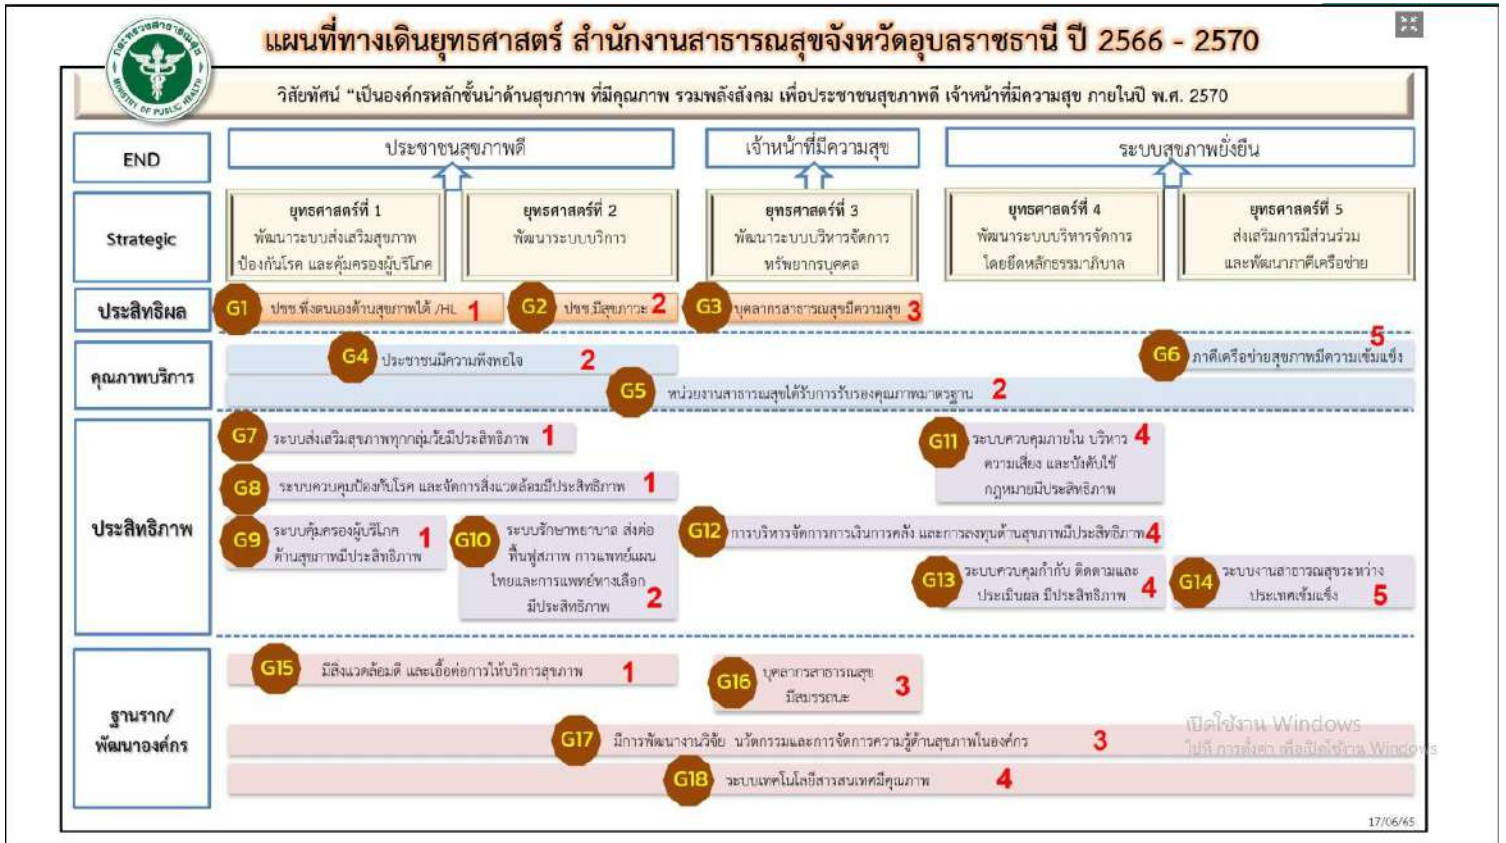 แผนที่ทางเดินยุทธศาสตร์ สำนักงานสาธารณสุขจังหวัดอุบลราชธานี ปี 2566 - 2570
กระทรวงสาธารณสุข
MINISTRY OF PUBLIC HEALTH
วิสัยทัศน์ “เป็นองค์กรหลักชั้นนำด้านสุขภาพ ที่มีคุณภาพ รวมพลังสังคม เพื่อประชาชนสุขภาพดี เจ้าหน้าที่มีความสุข ภายในปี พ.ศ. 2570
END
ประชาชนสุขภาพดี
เจ้าหน้าที่มีความสุข
ระบบสุขภาพยั่งยืน
Strategic
ยุทธศาสตร์ที่ 1
พัฒนาระบบส่งเสริมสุขภาพ
ป้องกันโรค และคุ้มครองผู้บริโภค
ยุทธศาสตร์ที่ 2
พัฒนาระบบบริการ
ยุทธศาสตร์ที่ 3
พัฒนาระบบบริหารจัดการ
ทรัพยากรบุคคล
ยุทธศาสตร์ที่ 4
พัฒนาระบบบริหารจัดการ
โดยยึดหลักธรรมาภิบาล
ยุทธศาสตร์ที่ 5
ส่งเสริมการมีส่วนร่วม
และพัฒนาภาคีเครือข่าย
ประสิทธิผล
G1 ปชช.พึ่งตนเองด้านสุขภาพได้ /HL 1
G2 ปชช.มีสุขภาวะ 2
G3 บุคลากรสาธารณสุขมีความสุข 3
คุณภาพบริการ
G4 ประชาชนมีความพึงพอใจ 2
5
G6 ภาคีเครือข่ายสุขภาพมีความเข้มแข็ง
G5 หน่วยงานสาธารณสุขได้รับการรับรองคุณภาพมาตรฐาน 2
ประสิทธิภาพ
G7 ระบบส่งเสริมสุขภาพทุกกลุ่มวัยมีประสิทธิภาพ 1
G8 ระบบควบคุมป้องกันโรค และจัดการสิ่งแวดล้อมมีประสิทธิภาพ 1
G9 ระบบคุ้มครองผู้บริโภค
ด้านสุขภาพมีประสิทธิภาพ 1
G10 ระบบรักษาพยาบาล ส่งต่อ
ฟื้นฟูสภาพ การแพทย์แผน
ไทยและการแพทย์ทางเลือก
มีประสิทธิภาพ 2
G11 ระบบควบคุมภายใน บริหาร 4
ความเสี่ยง และบังคับใช้
กฎหมายมีประสิทธิภาพ
G12 การบริหารจัดการการเงินการคลัง และการลงทุนด้านสุขภาพมีประสิทธิภาพ 4
G13 ระบบควบคุมกำกับ ติดตามและ
ประเมินผล มีประสิทธิภาพ 4
G14 ระบบงานสาธารณสุขระหว่าง
ประเทศเข้มแข็ง 5
ฐานราก/
พัฒนาองค์กร
G15 มีสิ่งแวดล้อมดี และเอื้อต่อการให้บริการสุขภาพ 1
G16 บุคลากรสาธารณสุข
มีสมรรถนะ 3
G17 มีการพัฒนางานวิจัย นวัตกรรมและการจัดการความรู้ด้านสุขภาพในองค์กร 3
G18 ระบบเทคโนโลยีสารสนเทศมีคุณภาพ 4
เปิดใช้งาน Windows
ไปที่ การตั้งค่า เพื่อเปิดใช้งาน Windows
17/06/65